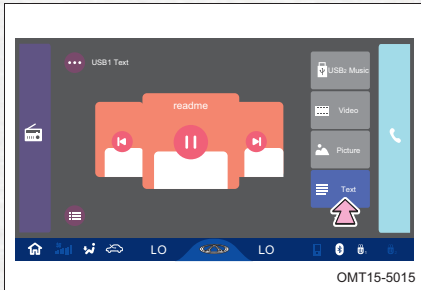 USB1 Text
USB2 Music
readme
Video
Picture
Text
LO
LO
OMT15-5015